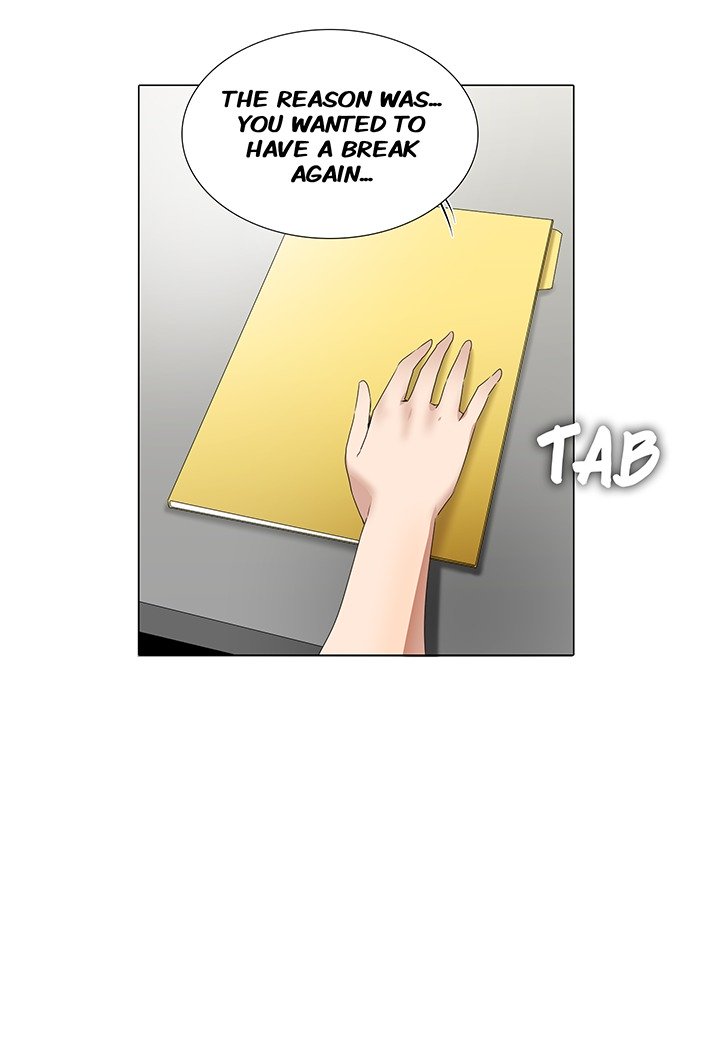 THE REASON WAS...
YOU WANTED TO
HAVE A BREAK
AGAIN...
TAB